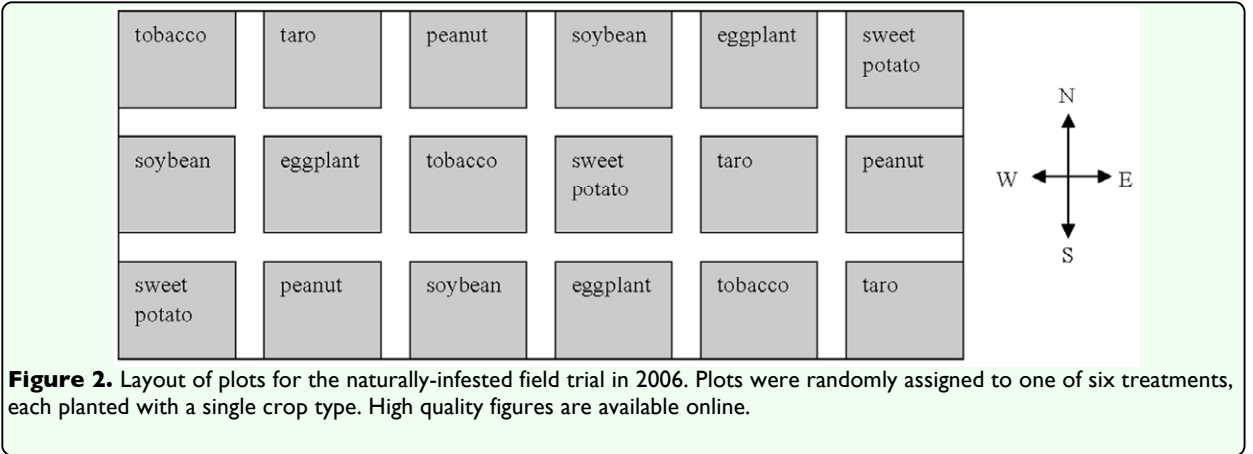 tobacco taro peanut soybean eggplant sweet
potato
N
soybean eggplant tobacco sweet taro peanut
potato
W E
S
sweet peanut soybean eggplant tobacco taro
potato
Figure 2. Layout of plots for the naturally-infested field trial in 2006. Plots were randomly assigned to one of six treatments,
each planted with a single crop type. High quality figures are available online.